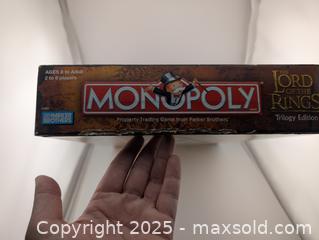 AGES 8 to Adult
2 to 8 players
PARKER
BROTHERS
MONOPOLY
Property Trading Game from Parker Brothers
THE
LORD
OF THE
RINGS
Trilogy Edition
Copyright © 2025 - maxsold.com